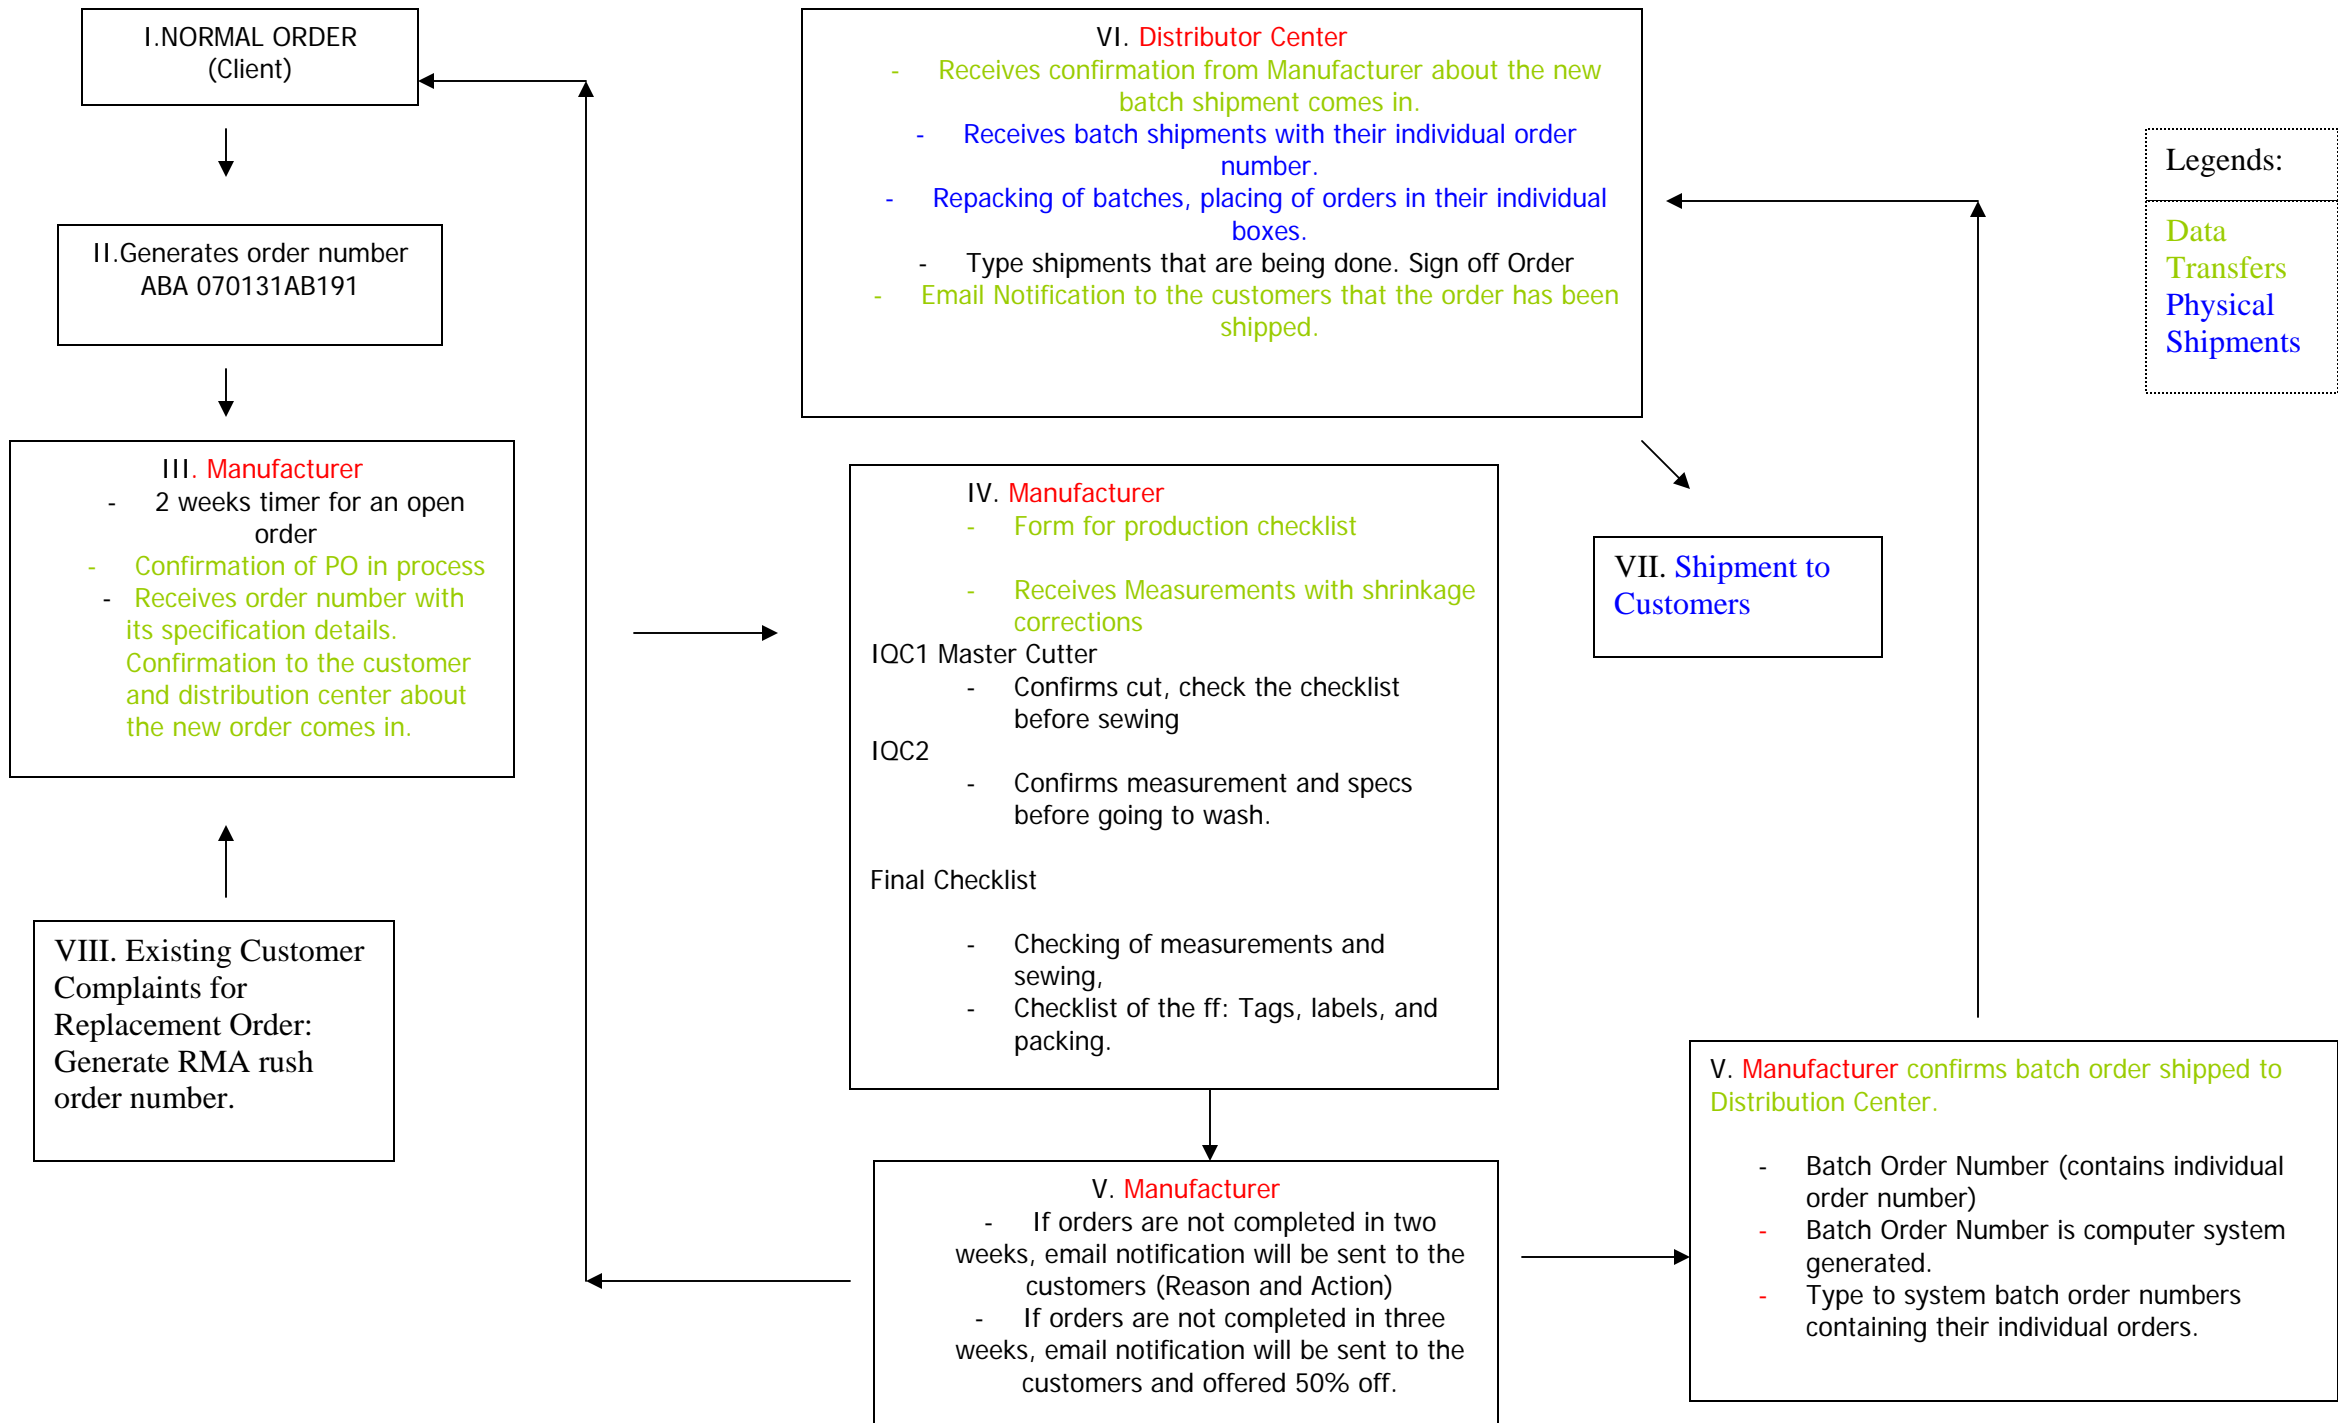 I.NORMAL ORDER
(Client)
II.Generates order number
ABA 070131AB191
III. Manufacturer
- 2 weeks timer for an open
order
- Confirmation of PO in process
- Receives order number with
its specification details.
Confirmation to the customer
and distribution center about
the new order comes in.
VIII. Existing Customer
Complaints for
Replacement Order:
Generate RMA rush
order number.
VI. Distributor Center
- Receives confirmation from Manufacturer about the new
batch shipment comes in.
- Receives batch shipments with their individual order
number.
- Repacking of batches, placing of orders in their individual
boxes.
- Type shipments that are being done. Sign off Order
- Email Notification to the customers that the order has been
shipped.
IV. Manufacturer
- Form for production checklist
- Receives Measurements with shrinkage
corrections
IQC1 Master Cutter
- Confirms cut, check the checklist
before sewing
IQC2
- Confirms measurement and specs
before going to wash.
Final Checklist
- Checking of measurements and
sewing,
- Checklist of the ff: Tags, labels, and
packing.
V. Manufacturer
- If orders are not completed in two
weeks, email notification will be sent to the
customers (Reason and Action)
- If orders are not completed in three
weeks, email notification will be sent to the
customers and offered 50% off.
VII. Shipment to
Customers
V. Manufacturer confirms batch order shipped to
Distribution Center.
- Batch Order Number (contains individual
order number)
- Batch Order Number is computer system
generated.
- Type to system batch order numbers
containing their individual orders.
Legends:
Data
Transfers
Physical
Shipments